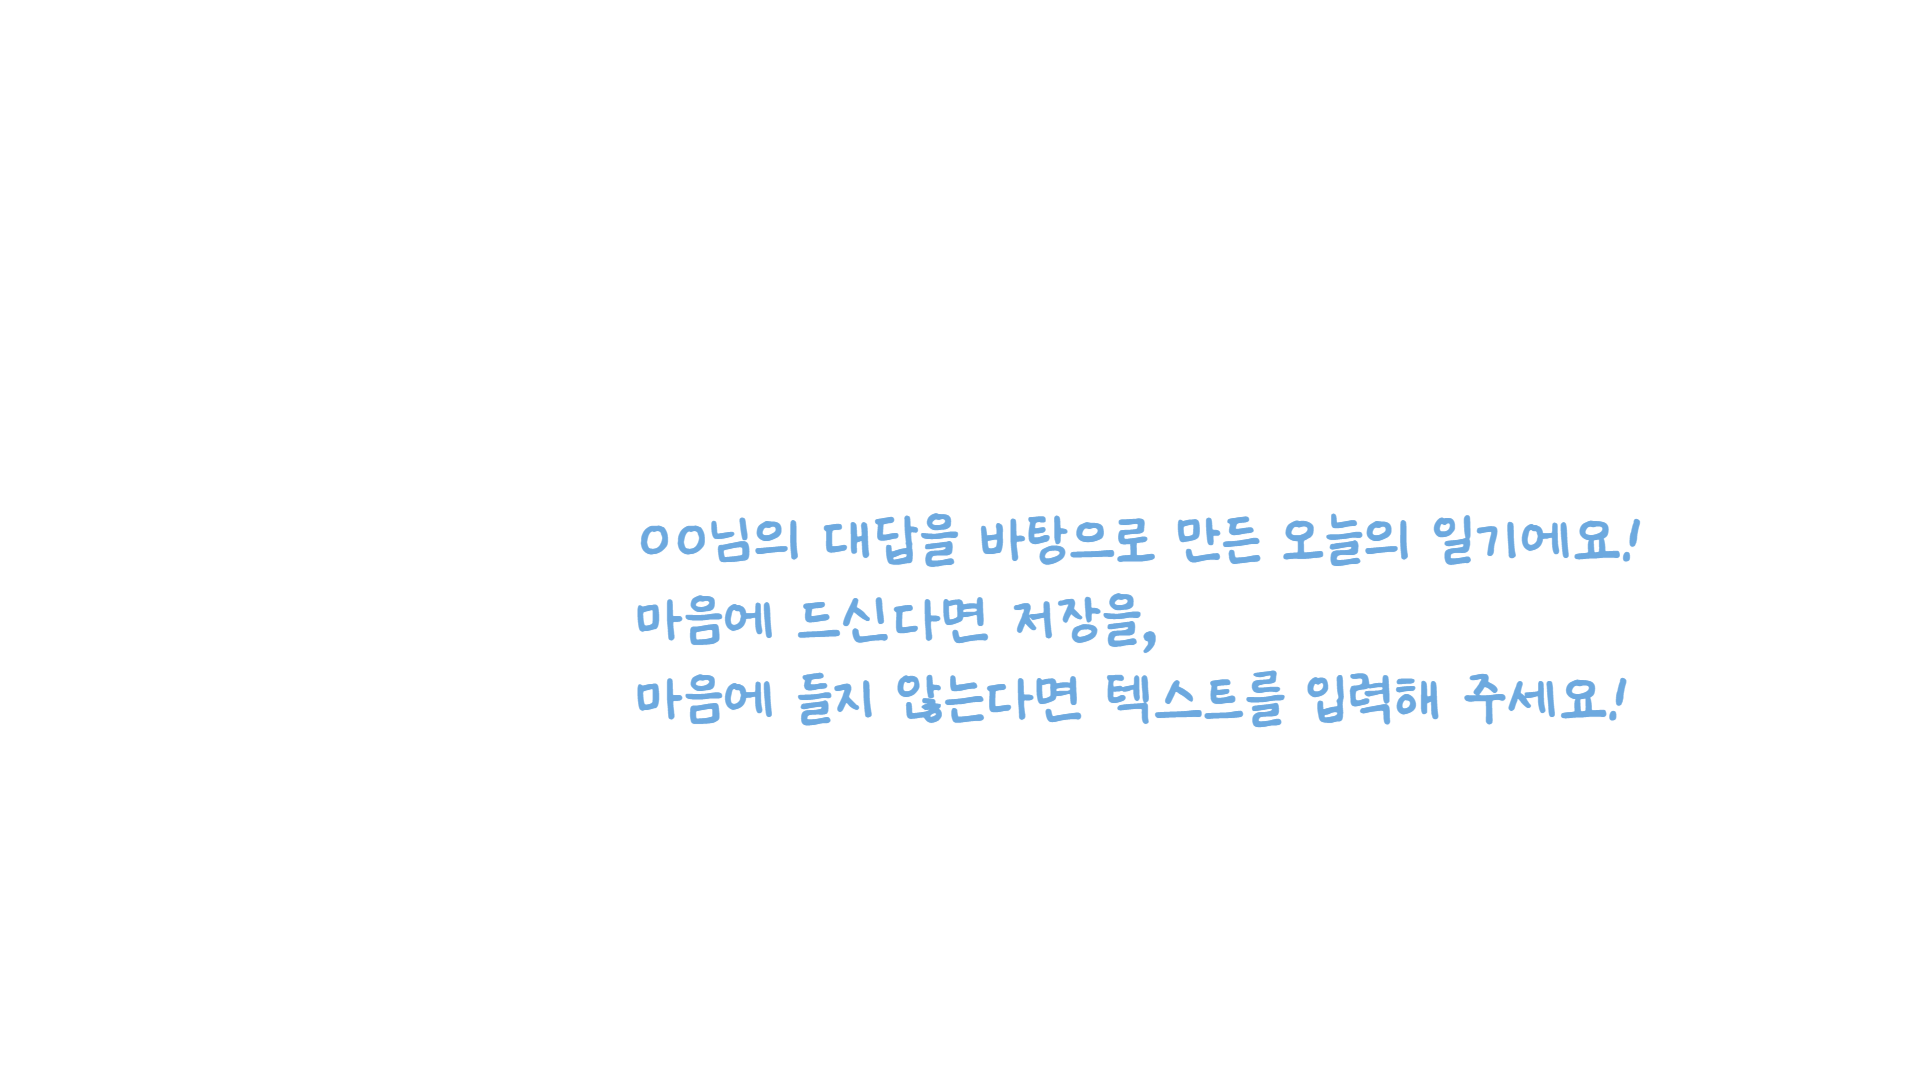 ㅇㅇ님의 대답을 바탕으로 만든 오늘의 일기에요!
마음에 드신다면 저장을,
마음에 들지 않는다면 텍스트를 입력해 주세요!